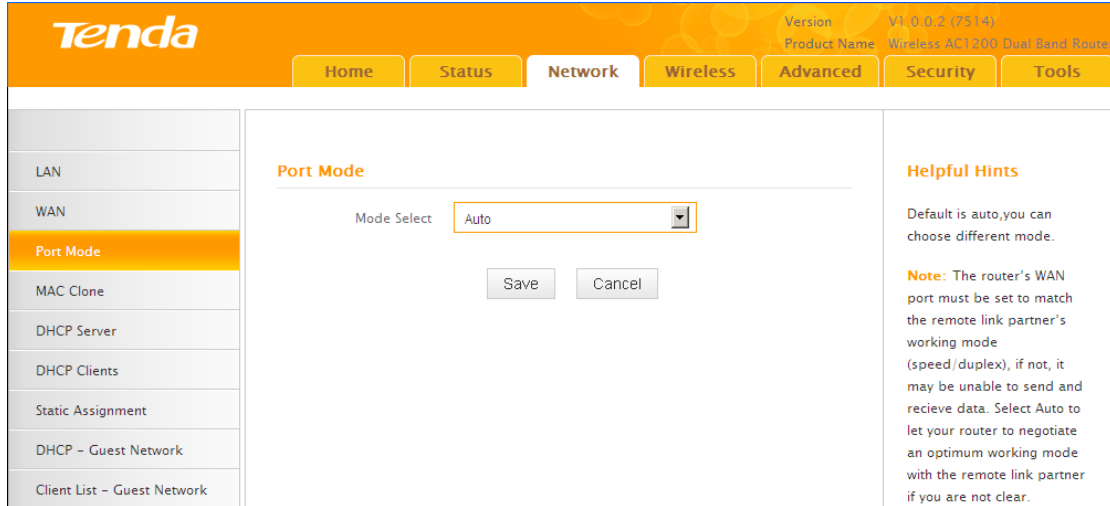 Tenda
Version V1.0.0.2 (7514)
Product Name Wireless AC1200 Dual Band Router
Home Status Network Wireless Advanced Security Tools
LAN
WAN
Port Mode
MAC Clone
DHCP Server
DHCP Clients
Static Assignment
DHCP – Guest Network
Client List – Guest Network
Port Mode
Mode Select Auto
Save Cancel
Helpful Hints
Default is auto,you can
choose different mode.
Note: The router's WAN
port must be set to match
the remote link partner's
working mode
(speed/duplex), if not, it
may be unable to send and
recieve data. Select Auto to
let your router to negotiate
an optimum working mode
with the remote link partner
if you are not clear.